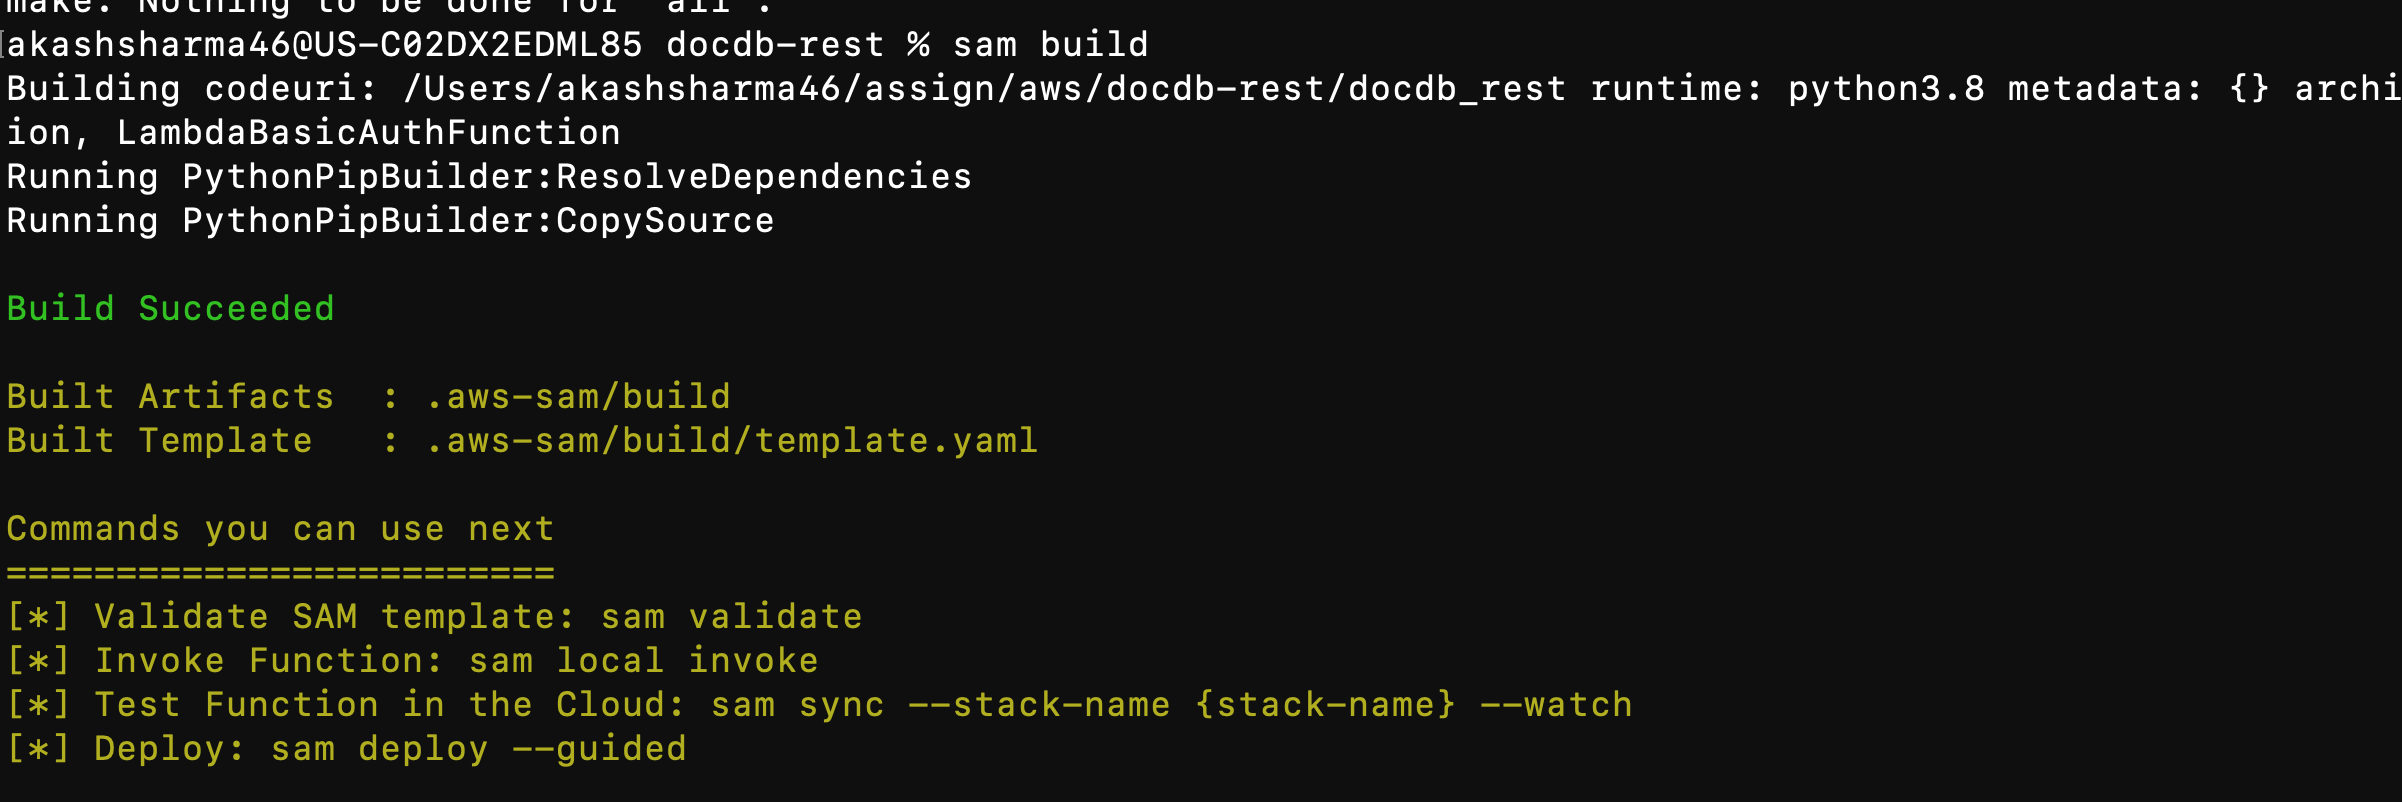 make: Nothing to be done for `all'.
akashsharma46@US-C02DX2EDML85 docdb-rest % sam build
Building codeuri: /Users/akashsharma46/assign/aws/docdb-rest/docdb_rest runtime: python3.8 metadata: {} archi
ion, LambdaBasicAuthFunction
Running PythonPipBuilder:ResolveDependencies
Running PythonPipBuilder:CopySource
Build Succeeded
Built Artifacts  : .aws-sam/build
Built Template   : .aws-sam/build/template.yaml
Commands you can use next
=========================
[*] Validate SAM template: sam validate
[*] Invoke Function: sam local invoke
[*] Test Function in the Cloud: sam sync --stack-name {stack-name} --watch
[*] Deploy: sam deploy --guided